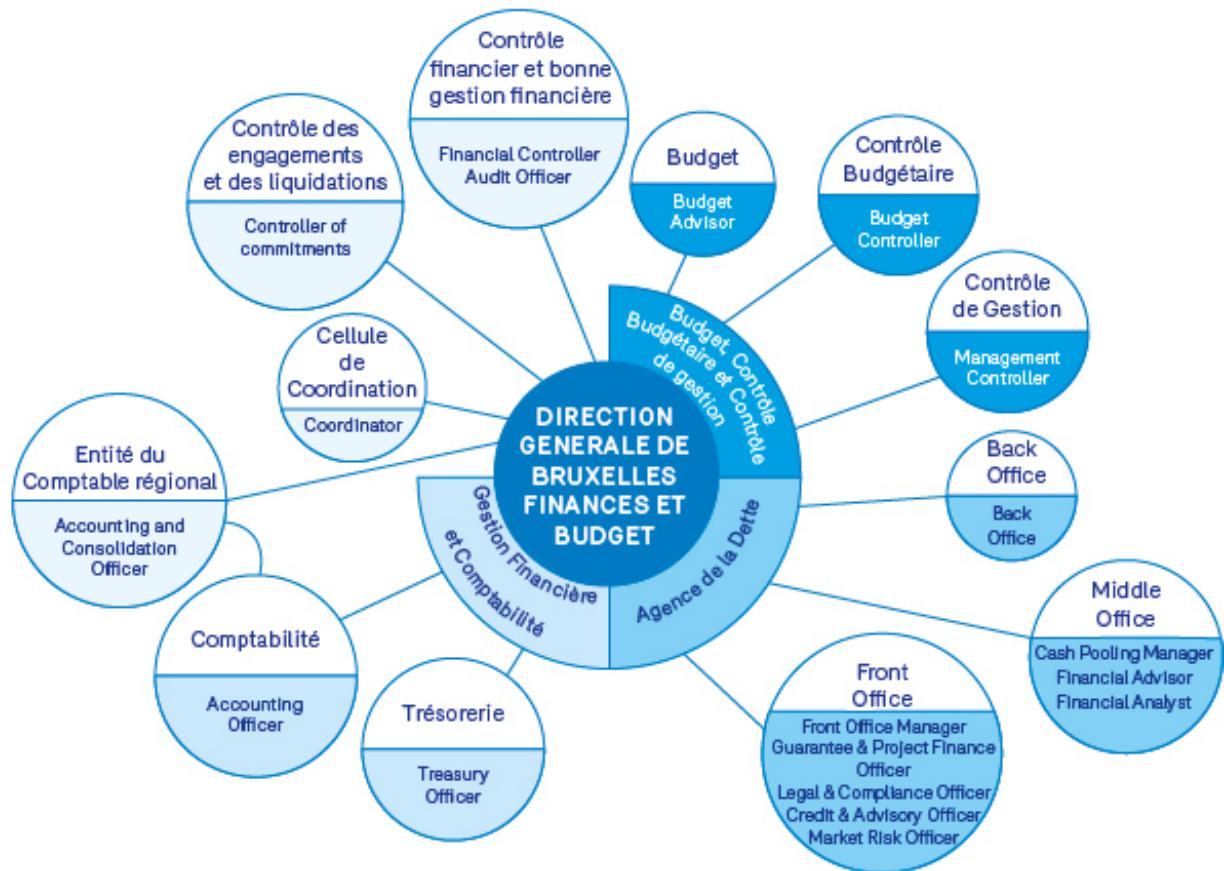 Contrôle
financier et bonne
gestion financière
Financial Controller
Audit Officer
Contrôle des
engagements
et des liquidations
Controller of
commitments
Budget
Budget
Advisor
Contrôle
Budgétaire
Budget
Controller
Contrôle
de Gestion
Management
Controller
Cellule
de
Coordination
Coordinator
Budget, Contrôle
Budgétaire et Contrôle
de gestion
DIRECTION
GENERALE DE
BRUXELLES
FINANCES ET
BUDGET
Entité du
Comptable régional
Accounting and
Consolidation
Officer
Back
Office
Back
Office
Gestion Financière
et Comptabilité
Agence de la Dette
Middle
Office
Cash Pooling Manager
Financial Advisor
Financial Analyst
Comptabilité
Accounting
Officer
Trésorerie
Treasury
Officer
Front
Office
Front Office Manager
Guarantee & Project Finance
Officer
Legal & Compliance Officer
Credit & Advisory Officer
Market Risk Officer